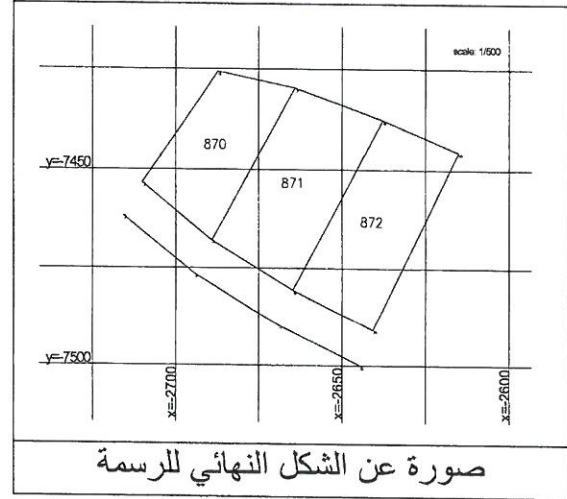 scale: 1/500
870
y=-7450
871
872
y=-7500
x=-2700
x=-2650
x=-2600
صورة عن الشكل النهائي للرسمة